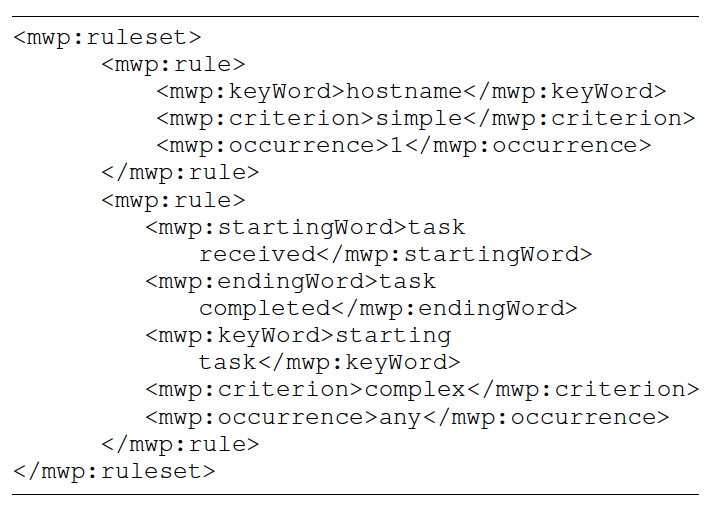 <mwp:ruleset>
<mwp:rule>
<mwp:keyWord>hostname</mwp:keyWord>
<mwp:criterion>simple</mwp:criterion>
<mwp:occurrence>1</mwp:occurrence>
</mwp:rule>
<mwp:rule>
<mwp:startingWord>task
received</mwp:startingWord>
<mwp:endingWord>task
completed</mwp:endingWord>
<mwp:keyWord>starting
task</mwp:keyWord>
<mwp:criterion>complex</mwp:criterion>
<mwp:occurrence>any</mwp:occurrence>
</mwp:rule>
</mwp:ruleset>